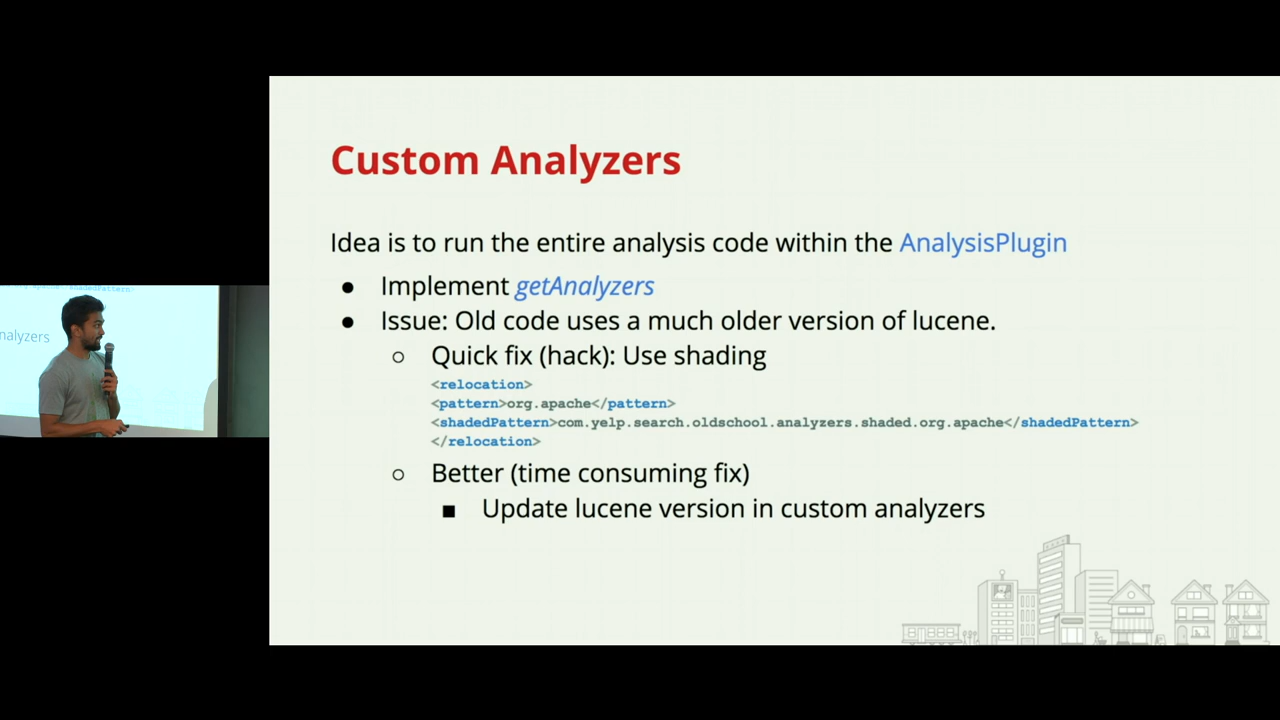 Custom Analyzers
Idea is to run the entire analysis code within the AnalysisPlugin
● Implement getAnalyzers
● Issue: Old code uses a much older version of lucene.
○ Quick fix (hack): Use shading
<relocation>
<pattern>org.apache</pattern>
<shadedPattern>com.yelp.search.oldschool.analyzers.shaded.org.apache</shadedPattern>
</relocation>
○ Better (time consuming fix)
■ Update lucene version in custom analyzers
nalyzers